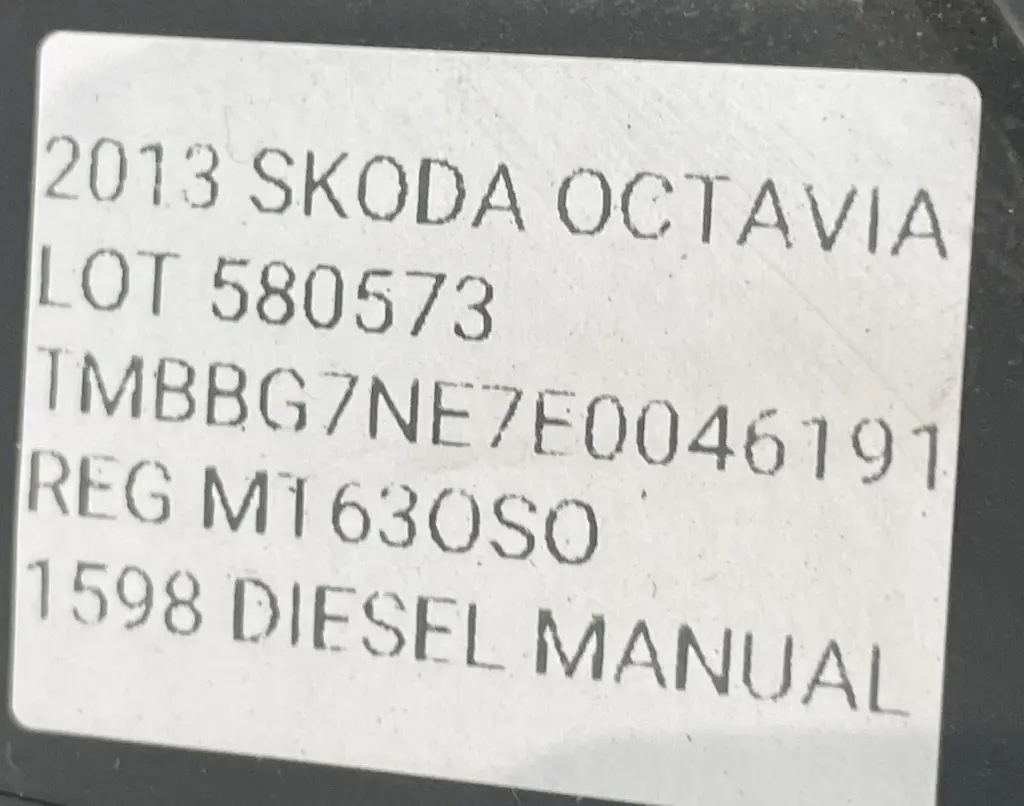 2013 SKODA OCTAVIA
LOT 580573
TMBBG7NE7E0046191
REG MT63OSO
1598 DIESEL MANUAL